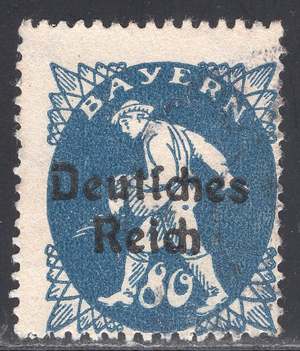 BAYERN
Deutſches
Reich
80